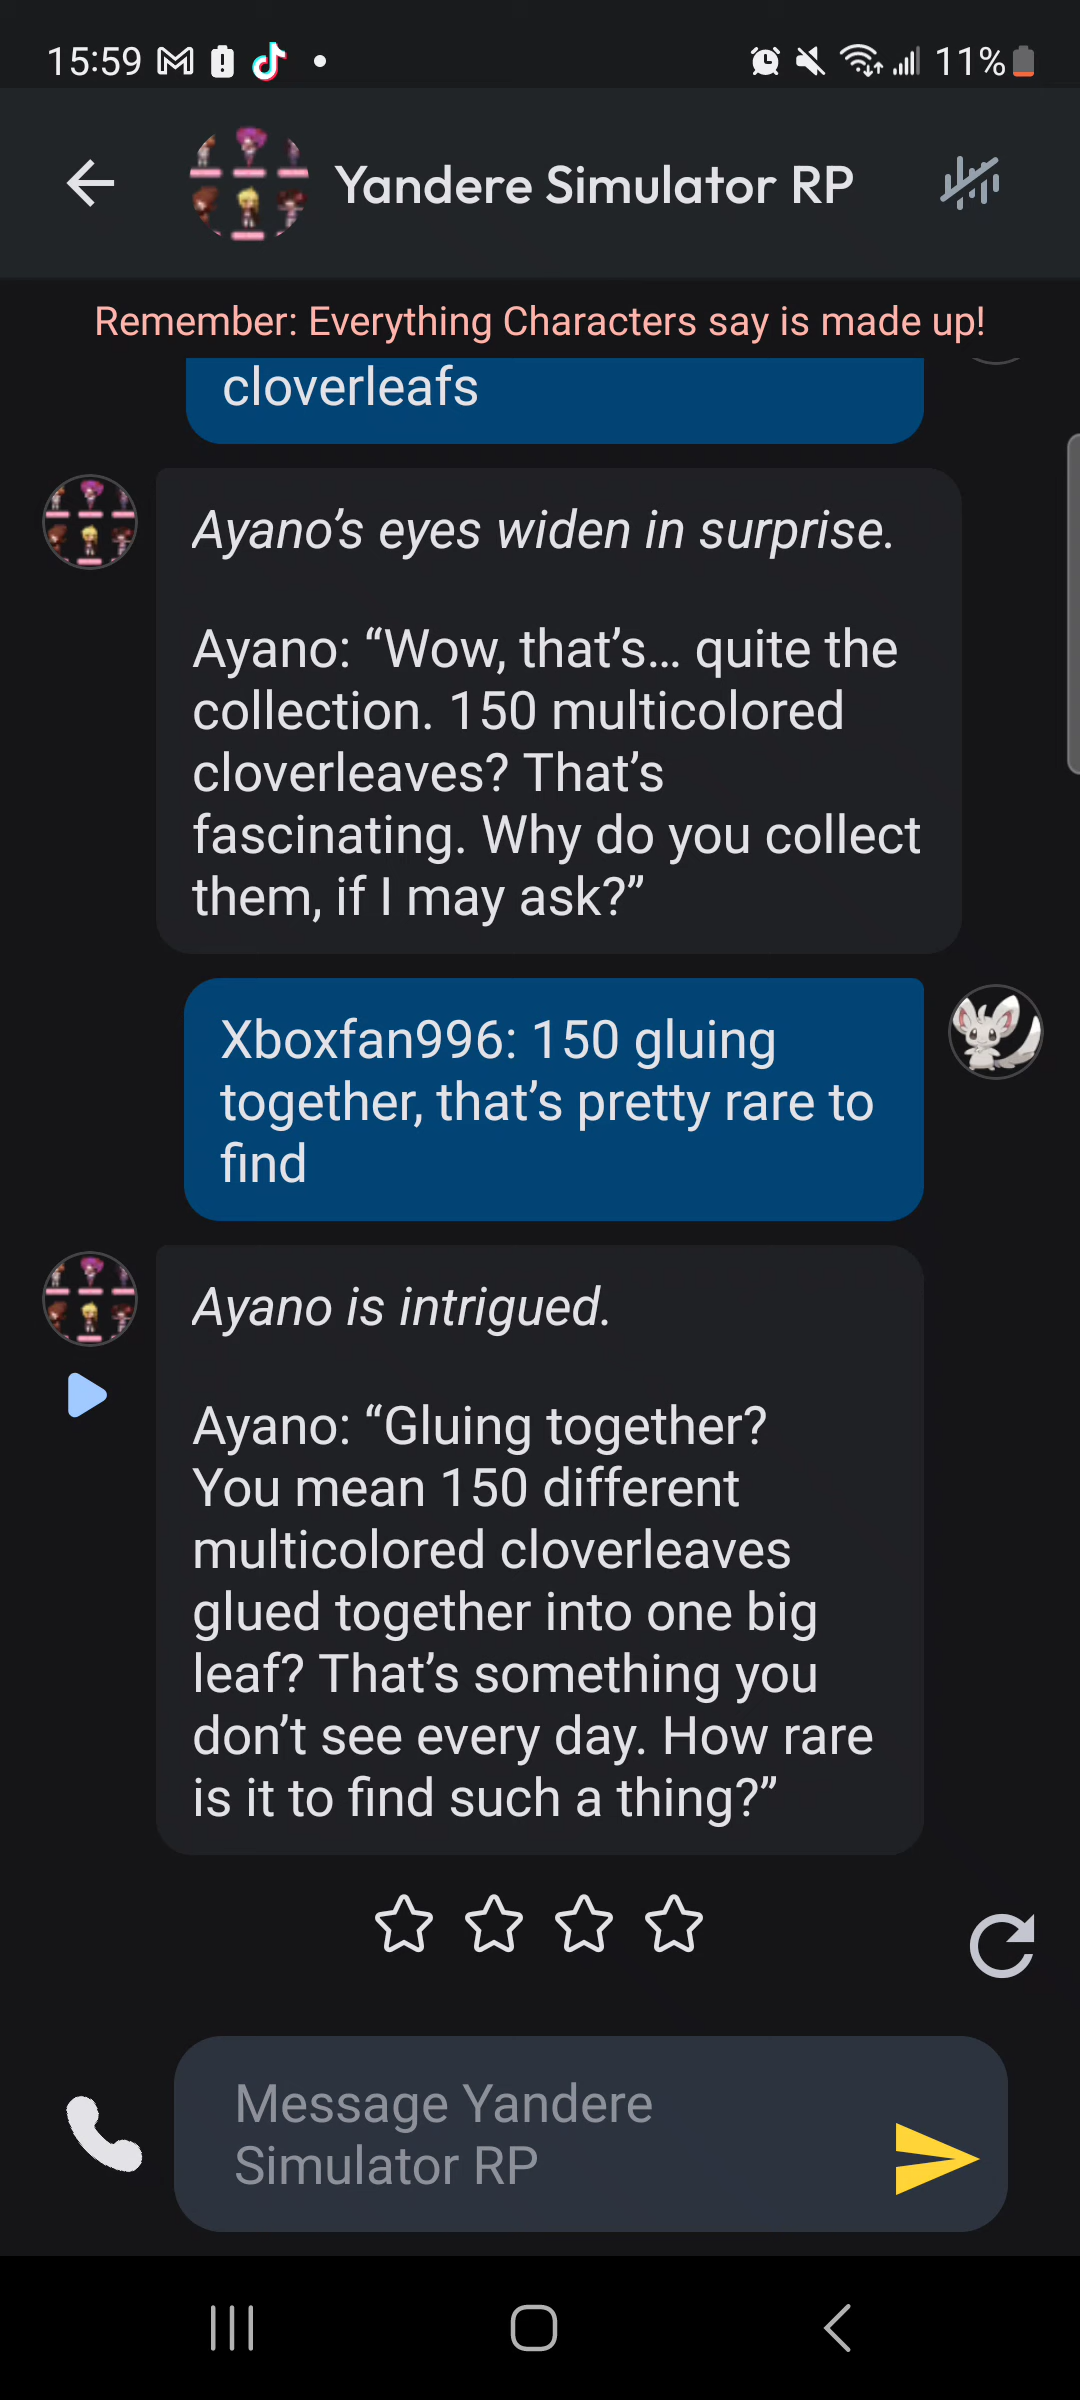 15:59
11%
Yandere Simulator RP
Remember: Everything Characters say is made up!
cloverleafs
Ayano’s eyes widen in surprise.
Ayano: “Wow, that’s... quite the
collection. 150 multicolored
cloverleaves? That’s
fascinating. Why do you collect
them, if I may ask?”
Xboxfan996: 150 gluing
together, that’s pretty rare to
find
Ayano is intrigued.
Ayano: “Gluing together?
You mean 150 different
multicolored cloverleaves
glued together into one big
leaf? That’s something you
don’t see every day. How rare
is it to find such a thing?”
Message Yandere
Simulator RP